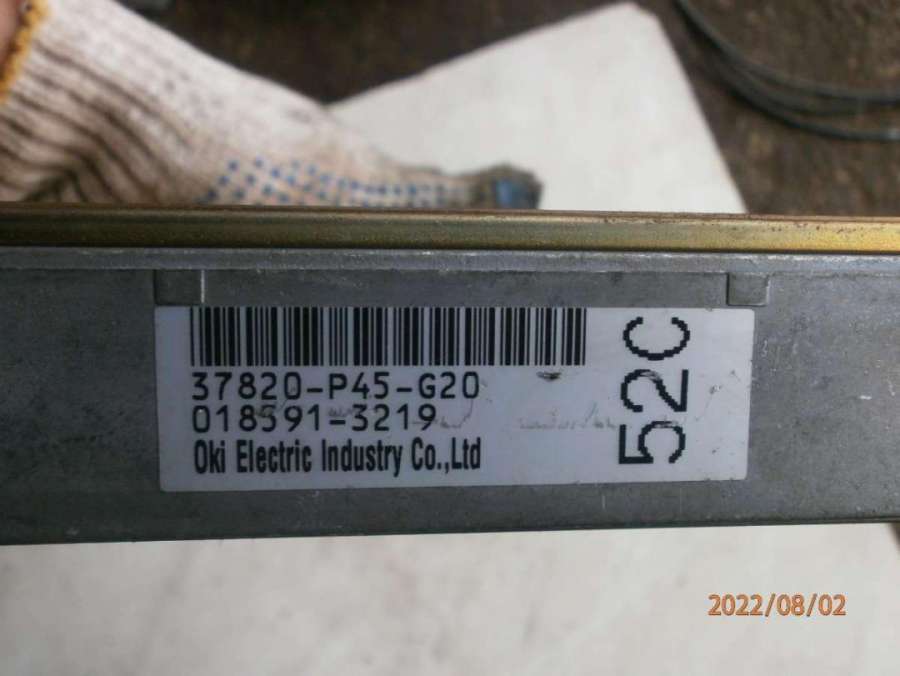 37820-P45-G20
018591-3219
Oki Electric Industry Co.,Ltd
52C
2022/08/02